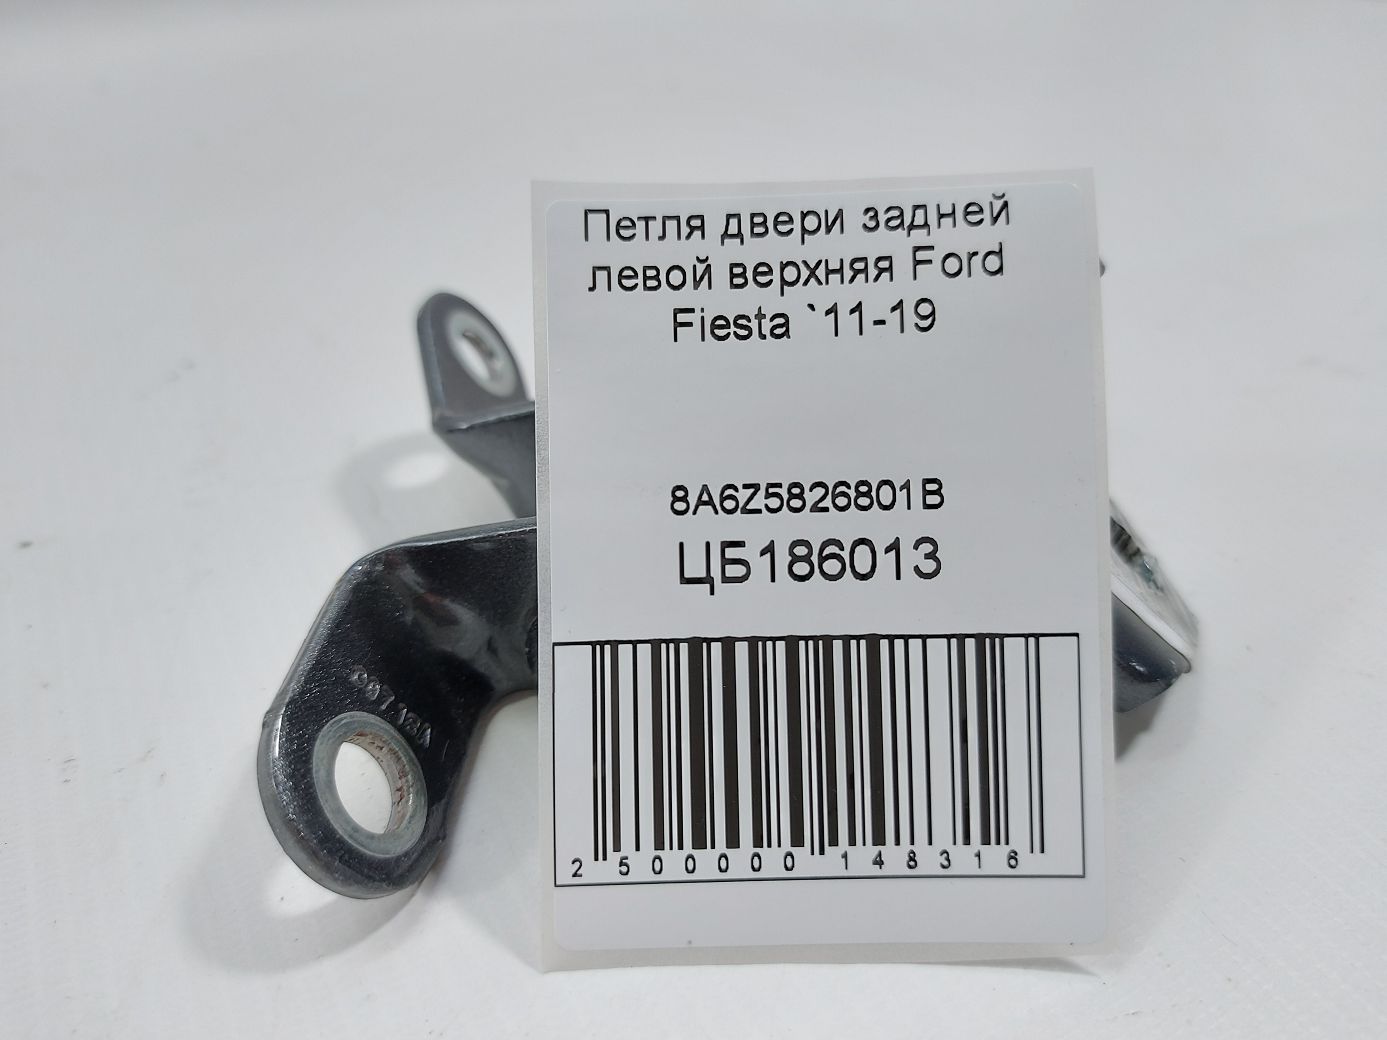 Петля двери задней
левой верхняя Ford
Fiesta `11-19
8A6Z5826801B
ЦБ186013
2 500000 148316